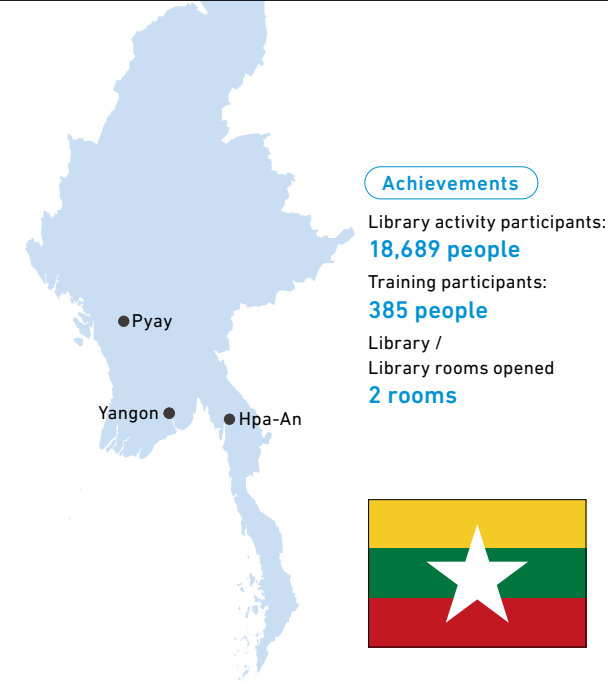 Achievements
Library activity participants:
18,689 people
Training participants:
385 people
Library /
Library rooms opened
2 rooms
Pyay
Yangon
Hpa-An